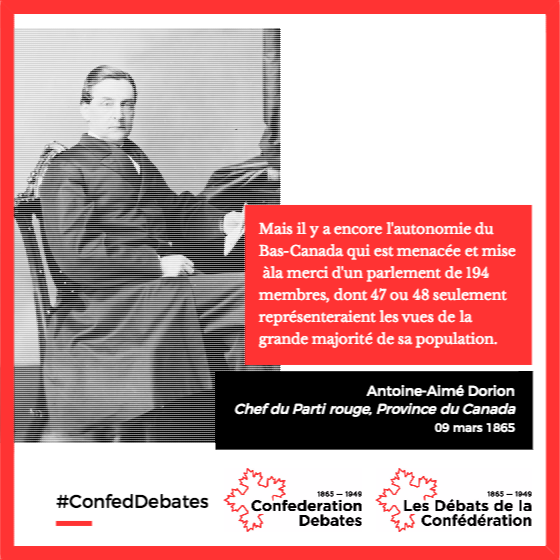 Mais il y a encore l'autonomie du
Bas-Canada qui est menacée et mise
àla merci d'un parlement de 194
membres, dont 47 ou 48 seulement
représenteraient les vues de la
grande majorité de sa population.
Antoine-Aimé Dorion
Chef du Parti rouge, Province du Canada
09 mars 1865
#ConfedDebates
1865 — 1949
Confederation
Debates
1865 — 1949
Les Débats de la
Confédération